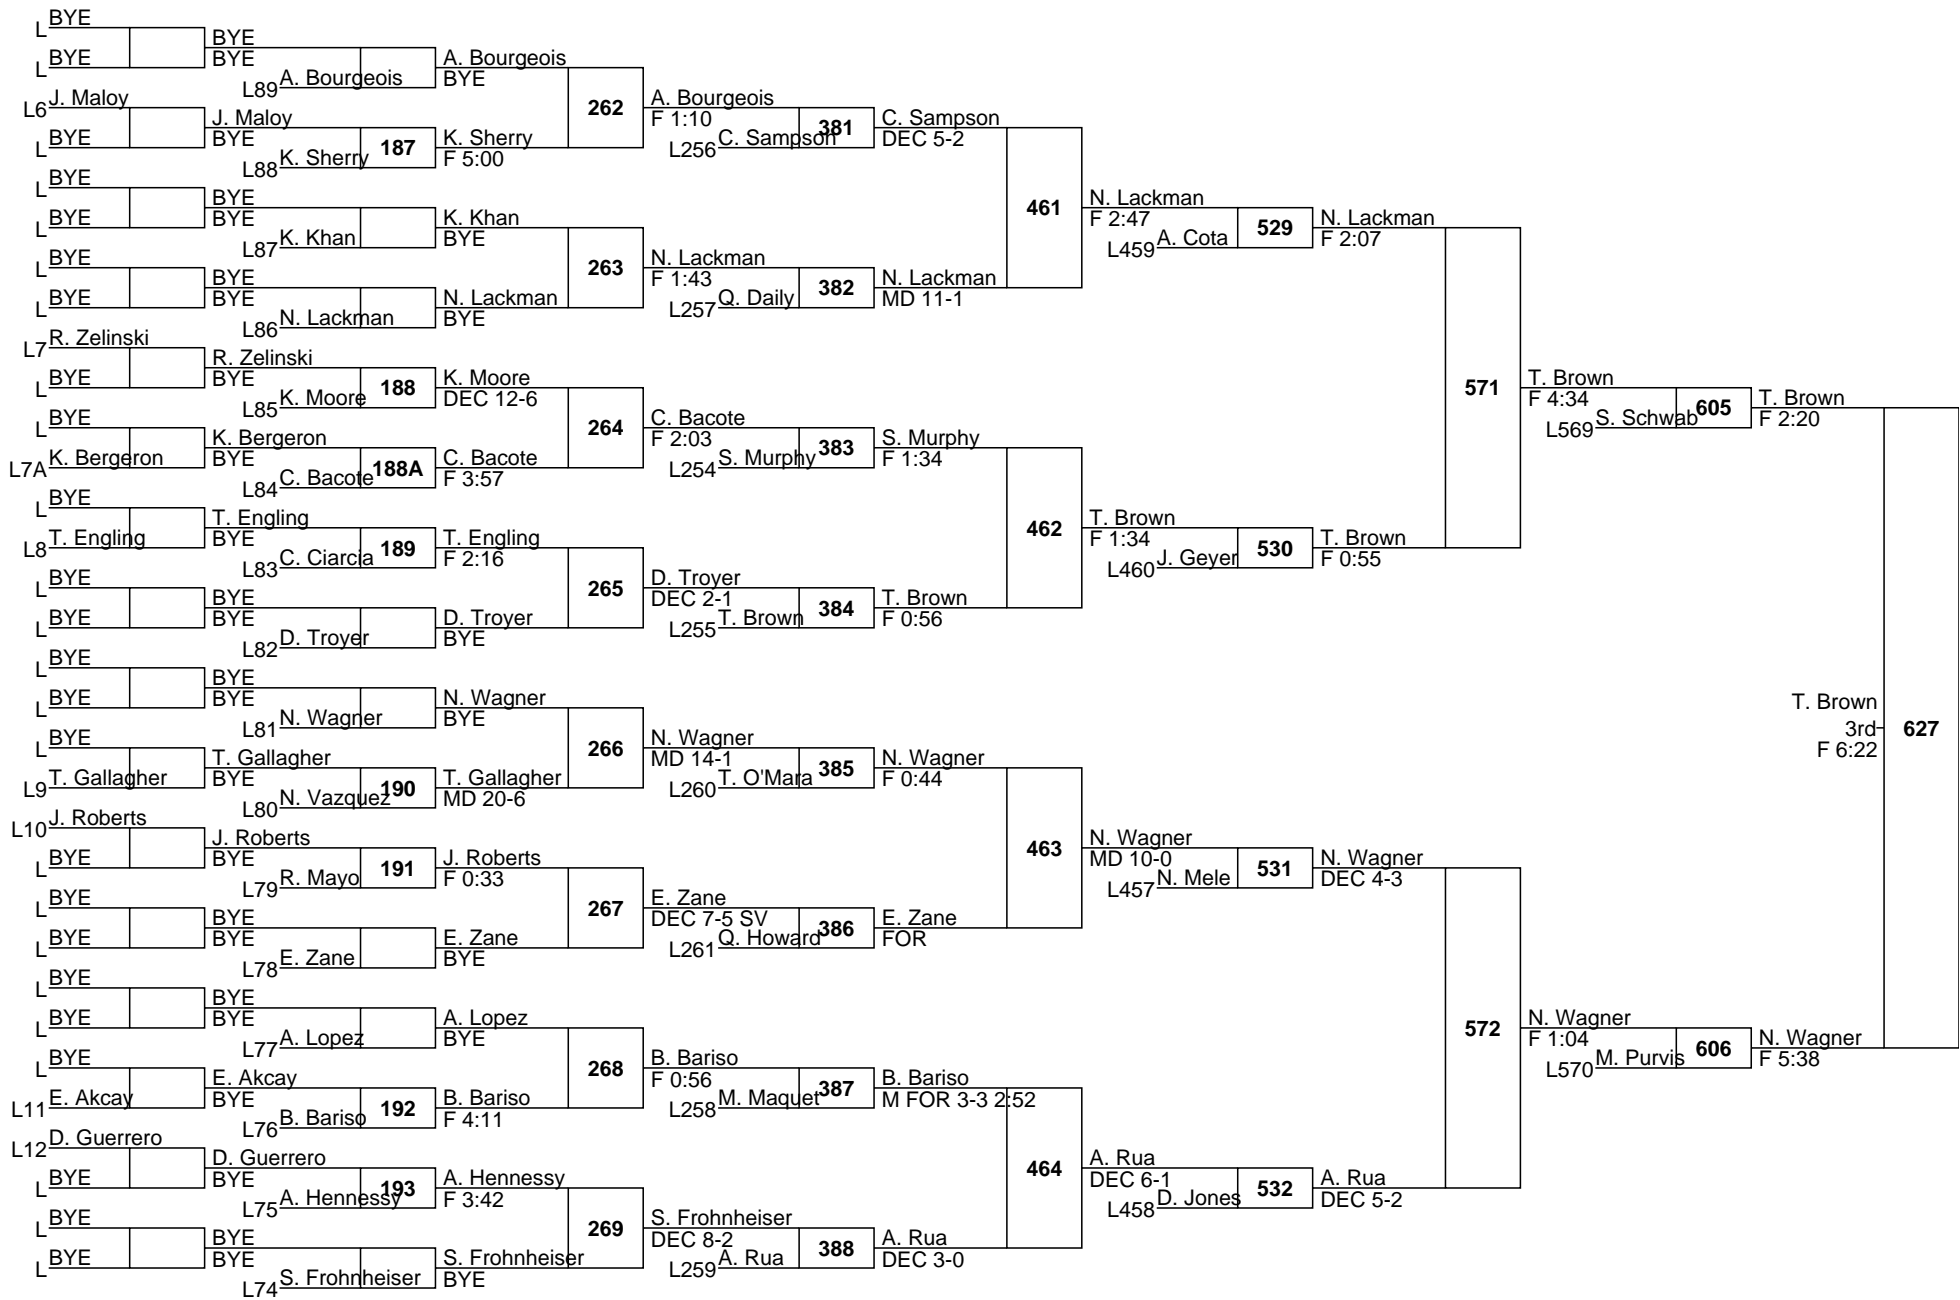 BYE
L
BYE
L
BYE
BYE
L89 A. Bourgeois
A. Bourgeois
BYE
L6 J. Maloy
BYE
L
J. Maloy
BYE
L88 K. Sherry
187
K. Sherry
F 5:00
262
A. Bourgeois
F 1:10
L256 C. Sampson
381
C. Sampson
DEC 5-2
BYE
L
BYE
L
BYE
BYE
L87 K. Khan
K. Khan
BYE
BYE
L
BYE
L
BYE
BYE
L86 N. Lackman
N. Lackman
BYE
263
N. Lackman
F 1:43
L257 Q. Daily
382
N. Lackman
MD 11-1
461
N. Lackman
F 2:47
L459 A. Cota
529
N. Lackman
F 2:07
L7 R. Zelinski
BYE
L
R. Zelinski
BYE
L85 K. Moore
188
K. Moore
DEC 12-6
BYE
L
L7A K. Bergeron
K. Bergeron
BYE
L84 C. Bacote
188A
C. Bacote
F 3:57
264
C. Bacote
F 2:03
L254 S. Murphy
383
S. Murphy
F 1:34
BYE
L
L8 T. Engling
T. Engling
BYE
L83 C. Ciarcia
189
T. Engling
F 2:16
BYE
L
BYE
L
BYE
BYE
L82 D. Troyer
D. Troyer
BYE
265
D. Troyer
DEC 2-1
L255 T. Brown
384
T. Brown
F 0:56
462
T. Brown
F 1:34
L460 J. Geyer
530
T. Brown
F 0:55
571
T. Brown
F 4:34
L569 S. Schwab
605
T. Brown
F 2:20
BYE
L
BYE
L
BYE
BYE
L81 N. Wagner
N. Wagner
BYE
BYE
L
L9 T. Gallagher
T. Gallagher
BYE
L80 N. Vazquez
190
T. Gallagher
MD 20-6
266
N. Wagner
MD 14-1
L260 T. O'Mara
385
N. Wagner
F 0:44
L10 J. Roberts
BYE
L
J. Roberts
BYE
L79 R. Mayo
191
J. Roberts
F 0:33
BYE
L
BYE
L
BYE
BYE
L78 E. Zane
E. Zane
BYE
267
E. Zane
DEC 7-5 SV
L261 Q. Howard
386
E. Zane
FOR
463
N. Wagner
MD 10-0
L457 N. Mele
531
N. Wagner
DEC 4-3
BYE
L
BYE
L
BYE
BYE
L77 A. Lopez
A. Lopez
BYE
BYE
L
L11 E. Akcay
E. Akcay
BYE
L76 B. Bariso
192
B. Bariso
F 4:11
268
B. Bariso
F 0:56
L258 M. Maquet
387
B. Bariso
M FOR 3-3 2:52
L12 D. Guerrero
BYE
L
D. Guerrero
BYE
L75 A. Hennessy
193
A. Hennessy
F 3:42
BYE
L
BYE
L
BYE
BYE
L74 S. Frohnheiser
S. Frohnheiser
BYE
269
S. Frohnheiser
DEC 8-2
L259 A. Rua
388
A. Rua
DEC 3-0
464
A. Rua
DEC 6-1
L458 D. Jones
532
A. Rua
DEC 5-2
572
N. Wagner
F 1:04
L570 M. Purvis
606
N. Wagner
F 5:38
T. Brown
3rd
F 6:22
627